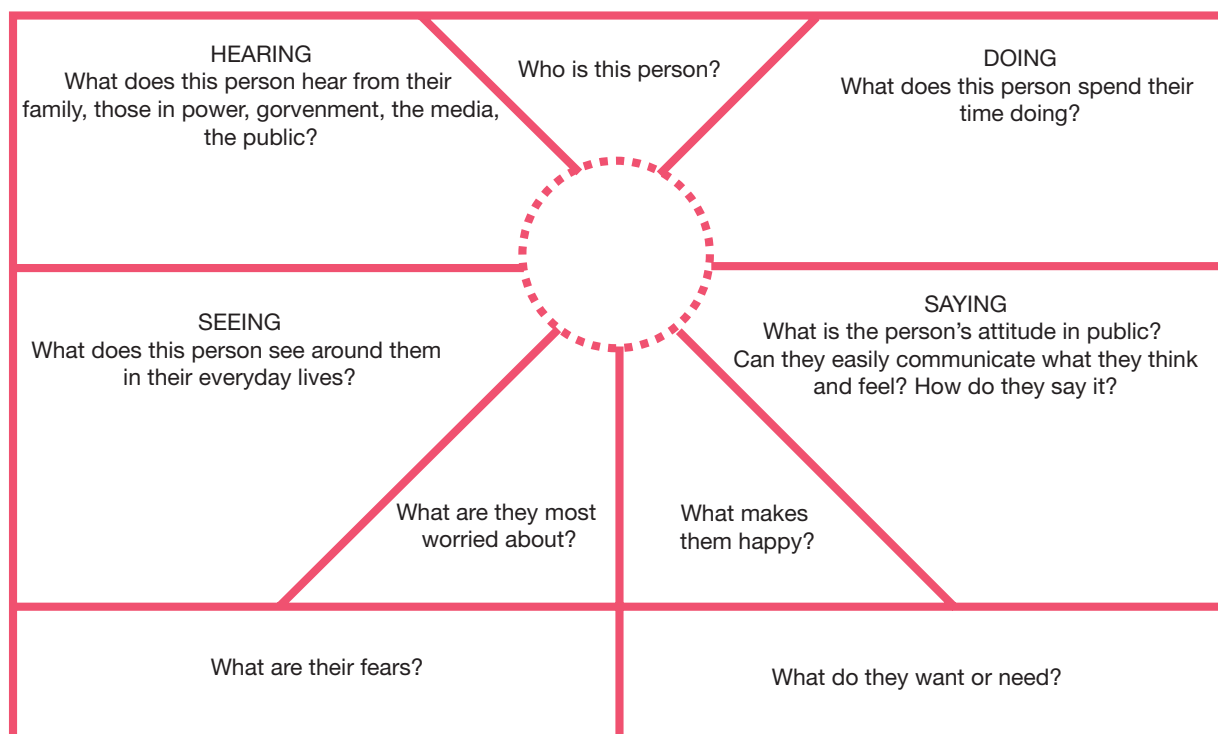 HEARING
What does this person hear from their
family, those in power, gorvenment, the media,
the public?
Who is this person?
DOING
What does this person spend their
time doing?
SEEING
What does this person see around them
in their everyday lives?
SAYING
What is the person’s attitude in public?
Can they easily communicate what they think
and feel? How do they say it?
What are they most
worried about?
What makes
them happy?
What are their fears?
What do they want or need?